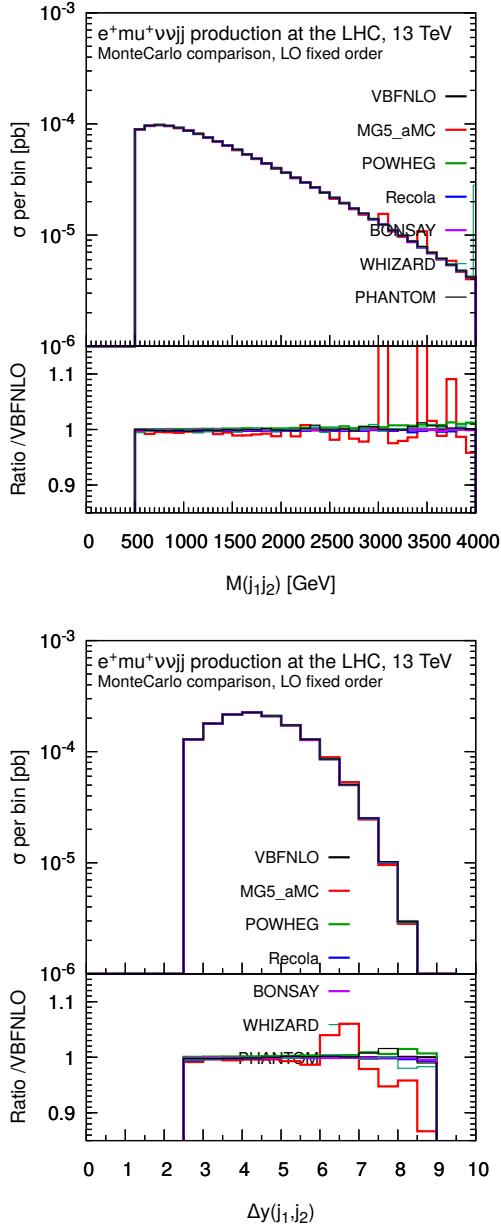 10⁻³
e⁺mu⁺ννjj production at the LHC, 13 TeV
MonteCarlo comparison, LO fixed order
VBFNLO
MG5_aMC
10⁻⁴
POWHEG
σ per bin [pb]
Recola
BONSAY
10⁻⁵
WHIZARD
PHANTOM
10⁻⁶
1.1
1
0.9
Ratio /VBFNLO
0 500 1000 1500 2000 2500 3000 3500 4000
M(j₁j₂) [GeV]
10⁻³
e⁺mu⁺ννjj production at the LHC, 13 TeV
MonteCarlo comparison, LO fixed order
10⁻⁴
σ per bin [pb]
10⁻⁵
VBFNLO
MG5_aMC
POWHEG
Recola
10⁻⁶
BONSAY
1.1
WHIZARD
PHANTOM
1
0.9
Ratio /VBFNLO
0 1 2 3 4 5 6 7 8 9 10
Δy(j₁,j₂)